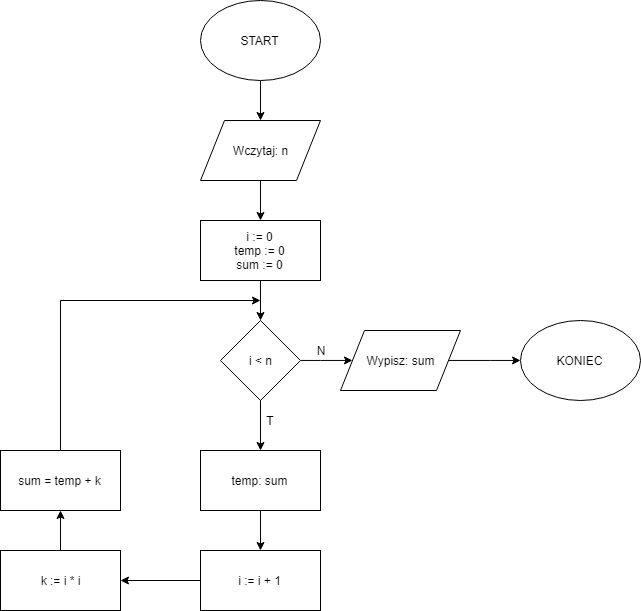 START
Wczytaj: n
i := 0
temp := 0
sum := 0
i < n
N
Wypisz: sum
KONIEC
T
temp: sum
i := i + 1
k := i * i
sum = temp + k